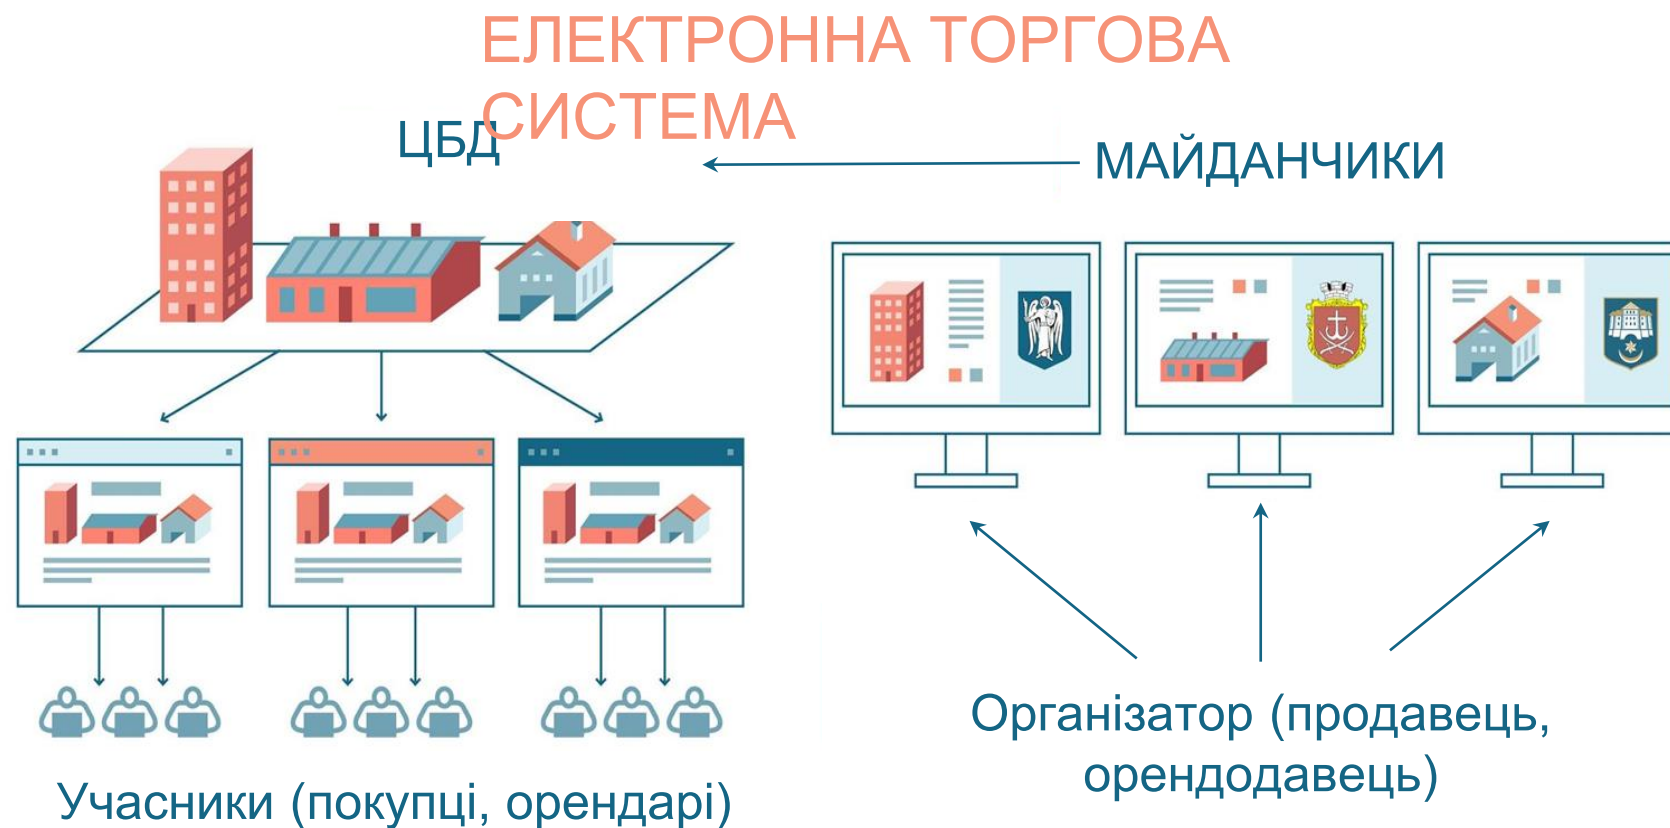 ЕЛЕКТРОННА ТОРГОВА
СИСТЕМА
ЦБД
МАЙДАНЧИКИ
Організатор (продавець,
орендодавець)
Учасники (покупці, орендарі)